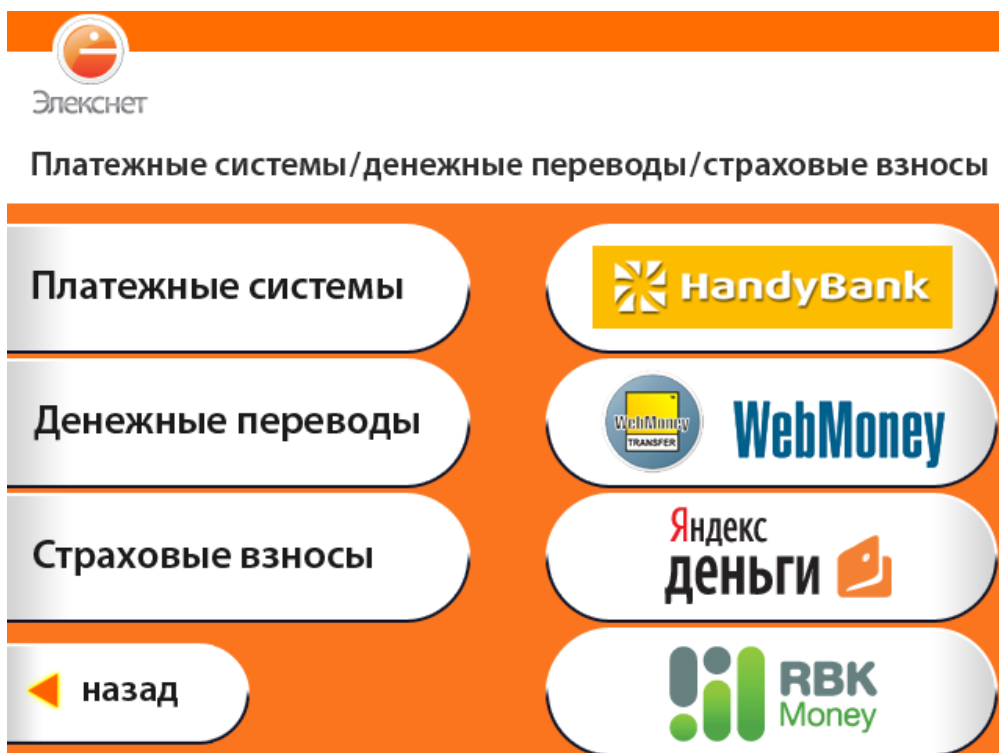 Элекснет
Платежные системы/денежные переводы/страховые взносы
Платежные системы
HandyBank
Денежные переводы
WebMoney
TRANSFER
WebMoney
Страховые взносы
Яндекс
деньги
назад
RBK
Money